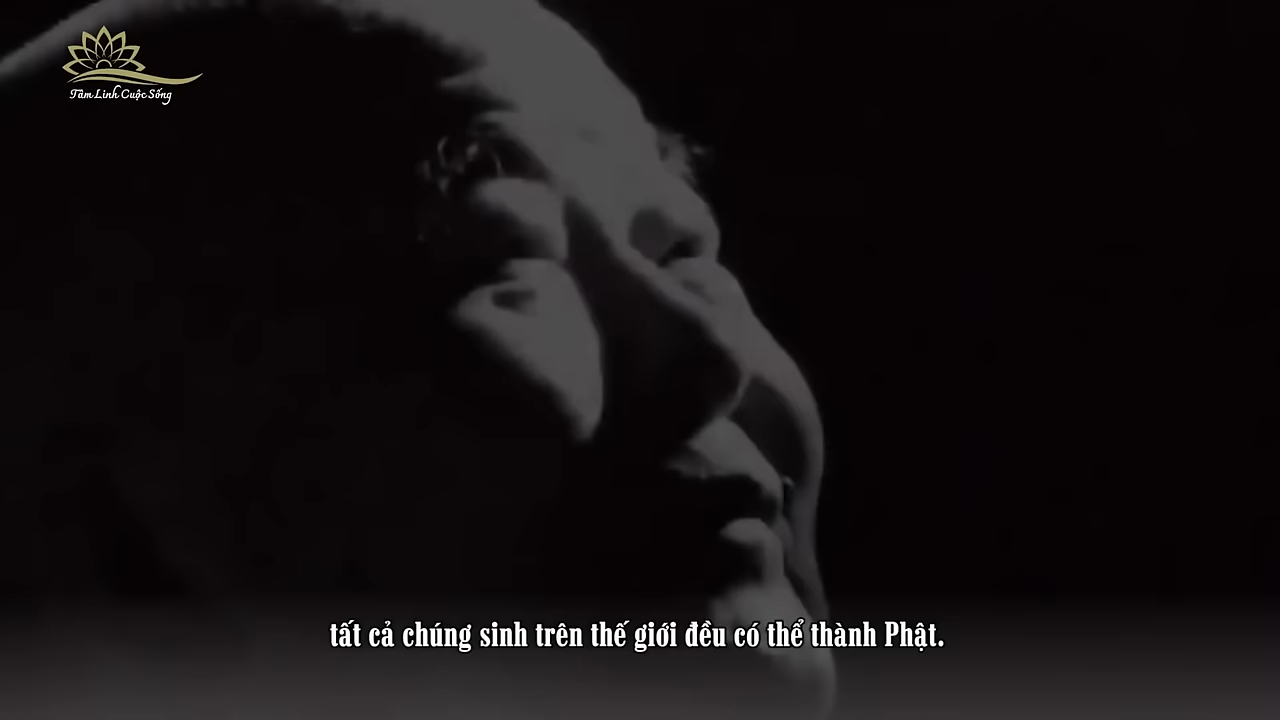 Tâm Linh Cuộc Sống
tất cả chúng sinh trên thế giới đều có thể thành Phật.